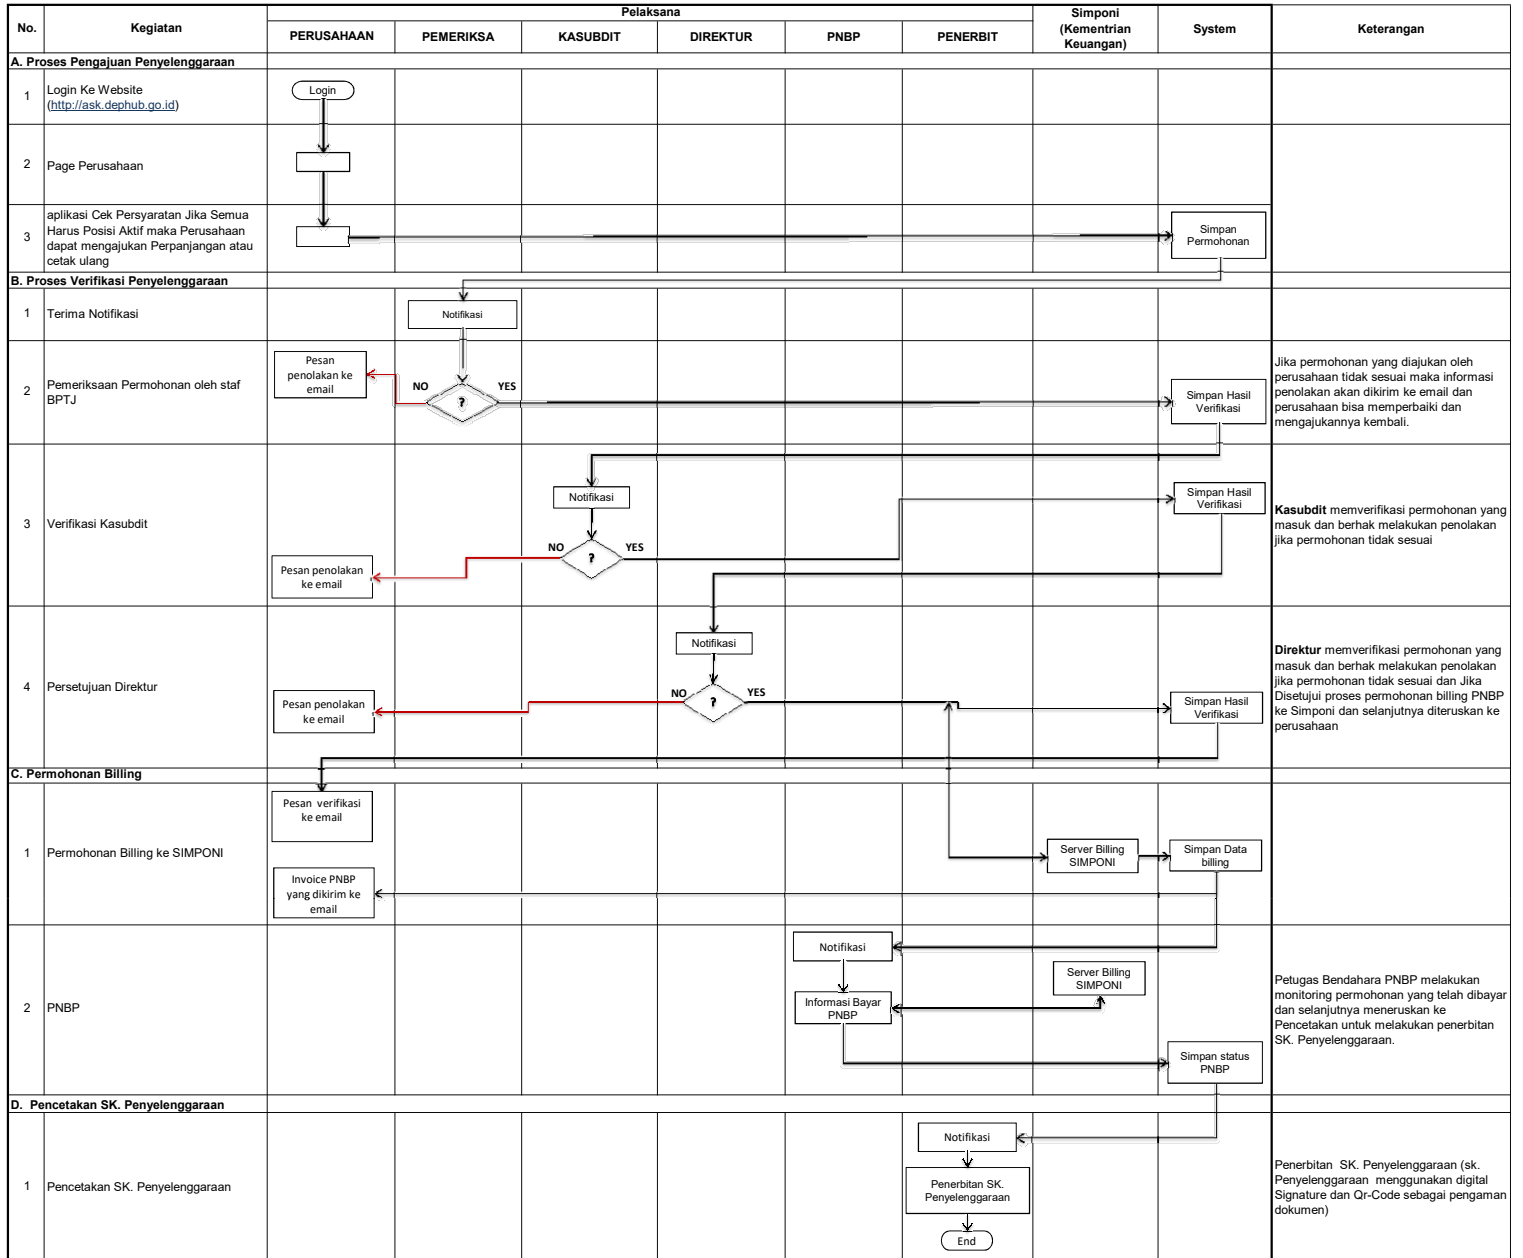 No.
Kegiatan
Pelaksana
Simponi
(Kementrian
Keuangan)
System
Keterangan
PERUSAHAAN
PEMERIKSA
KASUBDIT
DIREKTUR
PNBP
PENERBIT
A. Proses Pengajuan Penyelenggaraan
1
Login Ke Website
(http://ask.dephub.go.id)
Login
2
Page Perusahaan
3
aplikasi Cek Persyaratan Jika Semua
Harus Posisi Aktif maka Perusahaan
dapat mengajukan Perpanjangan atau
cetak ulang
Simpan
Permohonan
B. Proses Verifikasi Penyelenggaraan
1
Terima Notifikasi
Notifikasi
2
Pemeriksaan Permohonan oleh staf
BPTJ
Pesan
penolakan ke
email
NO
?
YES
Simpan Hasil
Verifikasi
Jika permohonan yang diajukan oleh
perusahaan tidak sesuai maka informasi
penolakan akan dikirim ke email dan
perusahaan bisa memperbaiki dan
mengajukannya kembali.
3
Verifikasi Kasubdit
Notifikasi
NO
?
YES
Pesan penolakan
ke email
Simpan Hasil
Verifikasi
Kasubdit memverifikasi permohonan yang
masuk dan berhak melakukan penolakan
jika permohonan tidak sesuai
4
Persetujuan Direktur
Notifikasi
NO
?
YES
Pesan penolakan
ke email
Simpan Hasil
Verifikasi
Direktur memverifikasi permohonan yang
masuk dan berhak melakukan penolakan
jika permohonan tidak sesuai dan Jika
Disetujui proses permohonan billing PNBP
ke Simponi dan selanjutnya diteruskan ke
perusahaan
C. Permohonan Billing
1
Permohonan Billing ke SIMPONI
Pesan verifikasi
ke email
Server Billing
SIMPONI
Simpan Data
billing
Invoice PNBP
yang dikirim ke
email
2
PNBP
Notifikasi
Server Billing
SIMPONI
Informasi Bayar
PNBP
Simpan status
PNBP
Petugas Bendahara PNBP melakukan
monitoring permohonan yang telah dibayar
dan selanjutnya meneruskan ke
Pencetakan untuk melakukan penerbitan
SK. Penyelenggaraan.
D. Pencetakan SK. Penyelenggaraan
1
Pencetakan SK. Penyelenggaraan
Notifikasi
Penerbitan SK.
Penyelenggaraan
End
Penerbitan SK. Penyelenggaraan (sk.
Penyelenggaraan menggunakan digital
Signature dan Qr-Code sebagai pengaman
dokumen)